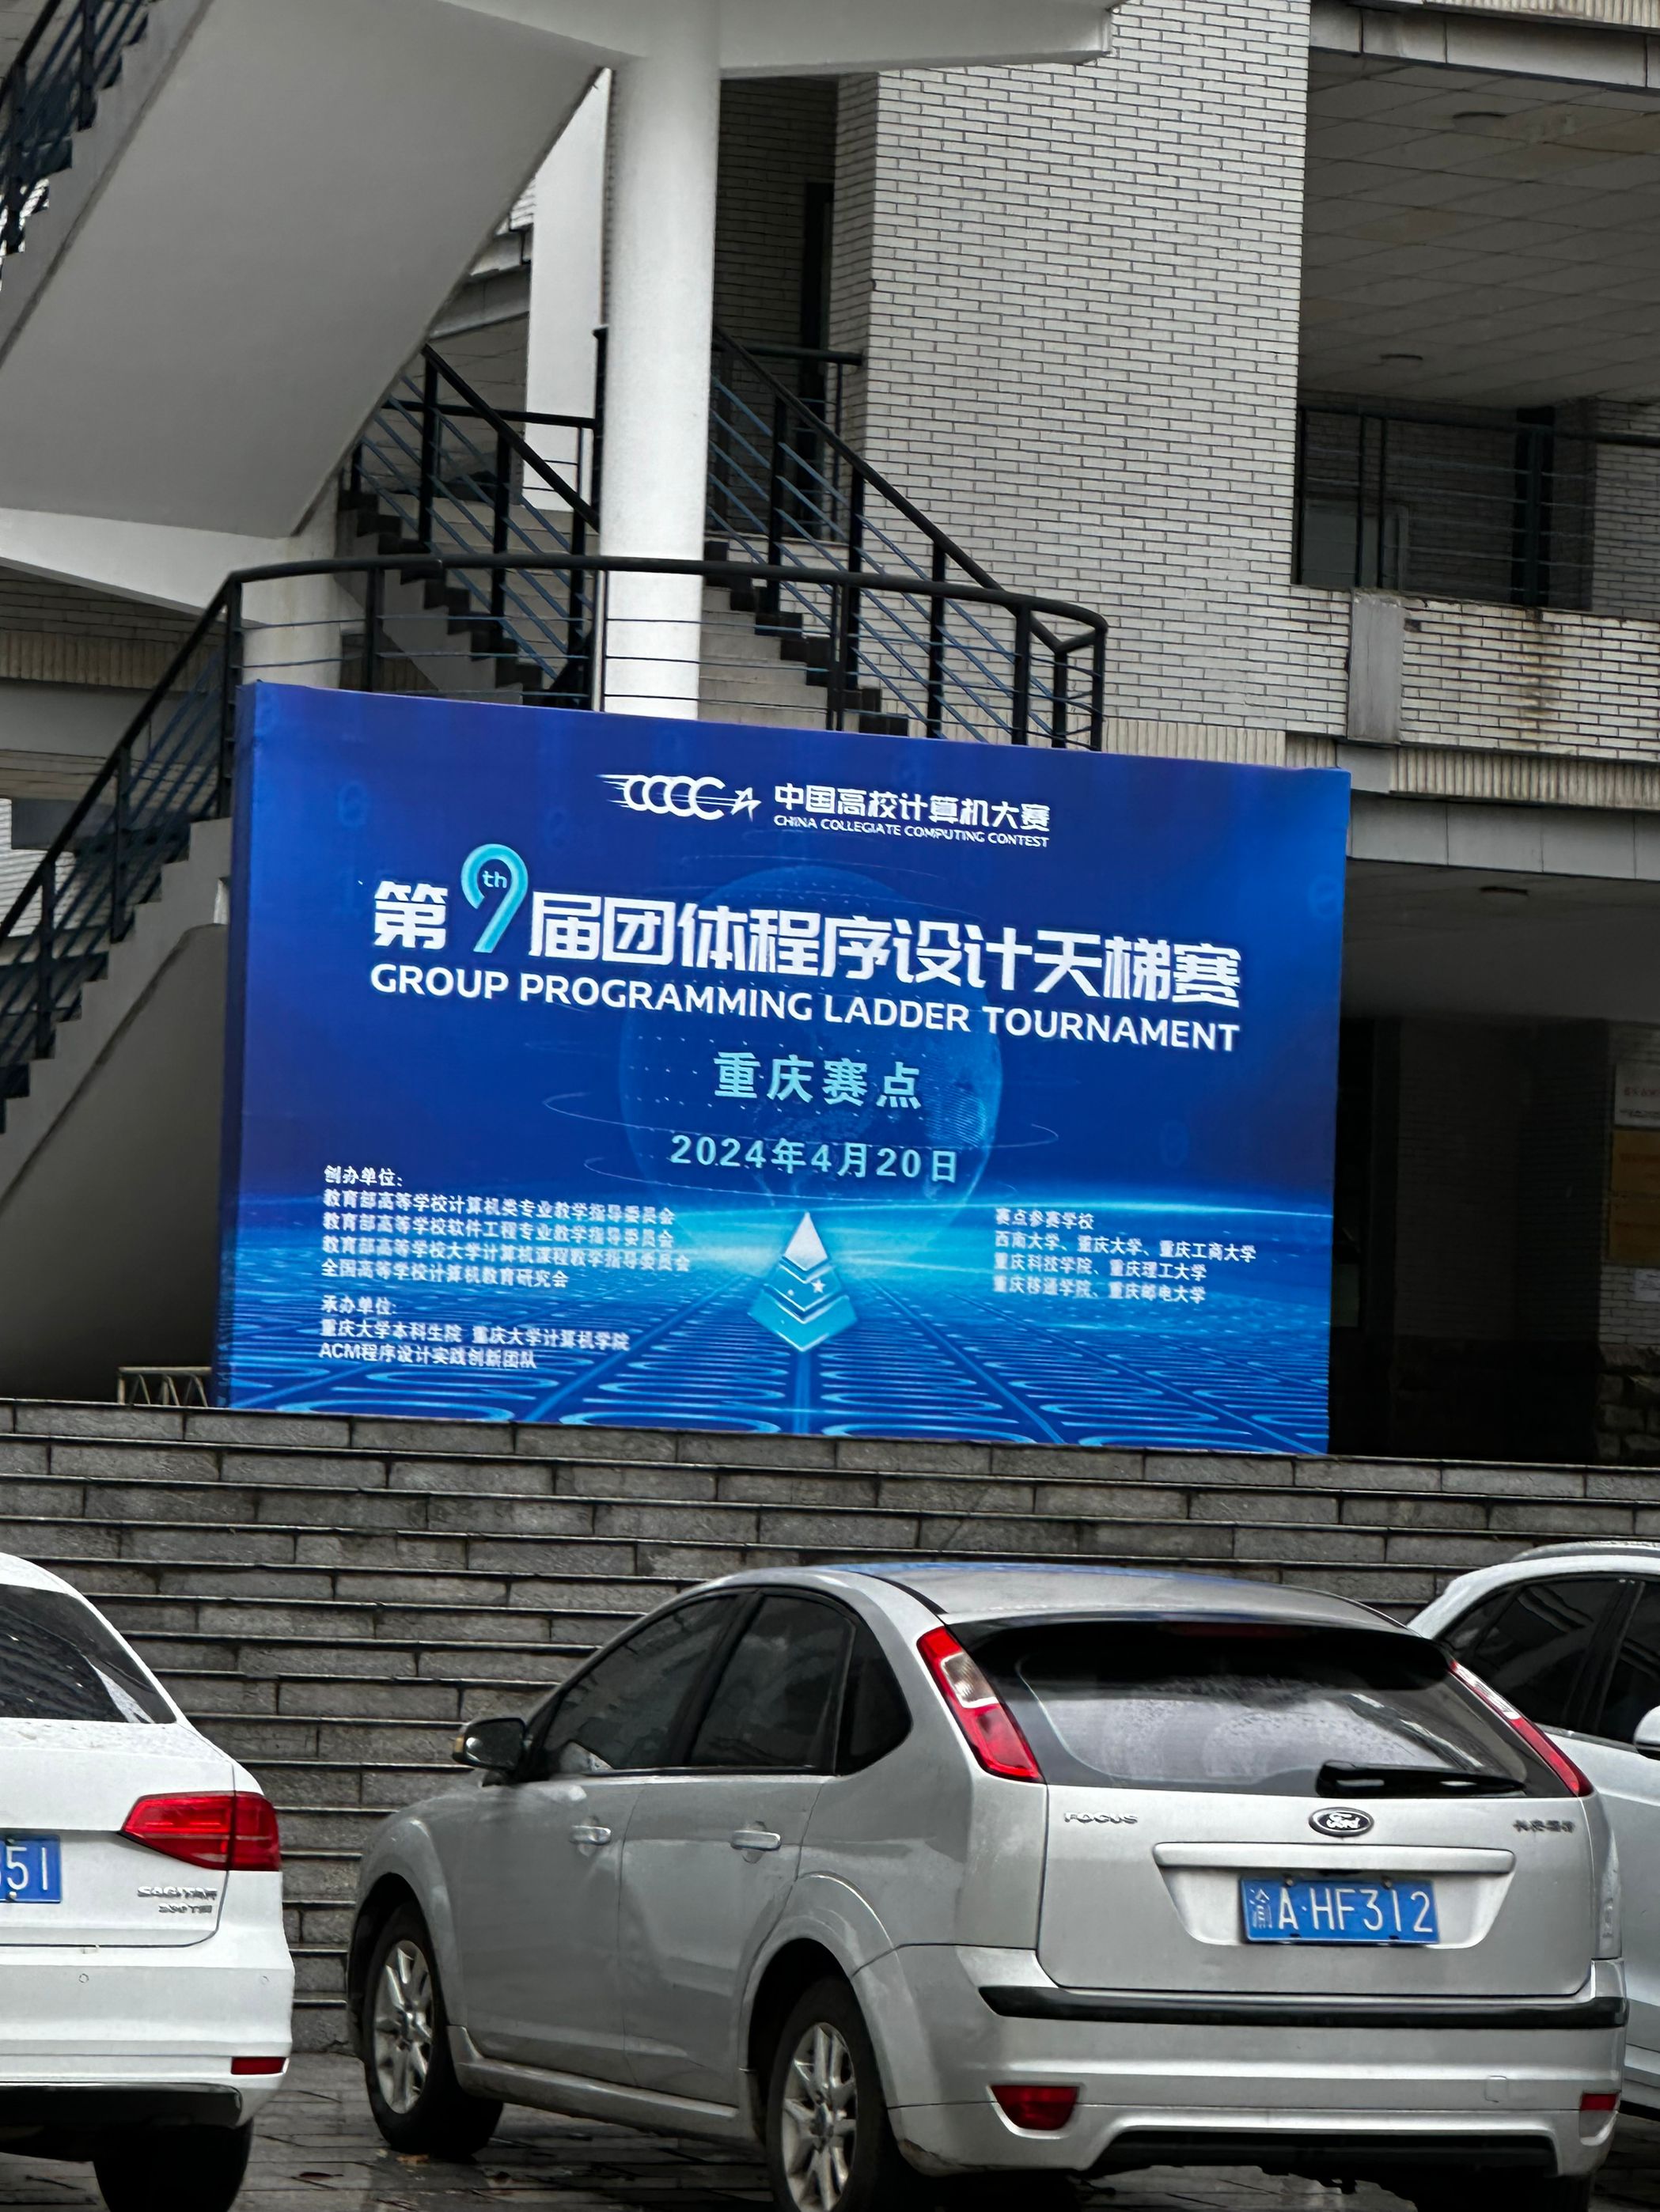 CCCC 中国高校计算机大赛
CHINA COLLEGIATE COMPUTING CONTEST
第9th届团体程序设计天梯赛
GROUP PROGRAMMING LADDER TOURNAMENT
重庆赛点
2024年4月20日
创办单位:
教育部高等学校计算机类专业教学指导委员会
教育部高等学校软件工程专业教学指导委员会
教育部高等学校大学计算机课程教学指导委员会
全国高等学校计算机教育研究会
承办单位:
重庆大学本科生院 重庆大学计算机学院
ACM程序设计实践创新团队
赛点参赛学校
西南大学、重庆大学、重庆工商大学
重庆科技学院、重庆理工大学
重庆移通学院、重庆邮电大学
FOCUS
Ford
渝A·HF312
51
SAGITAR